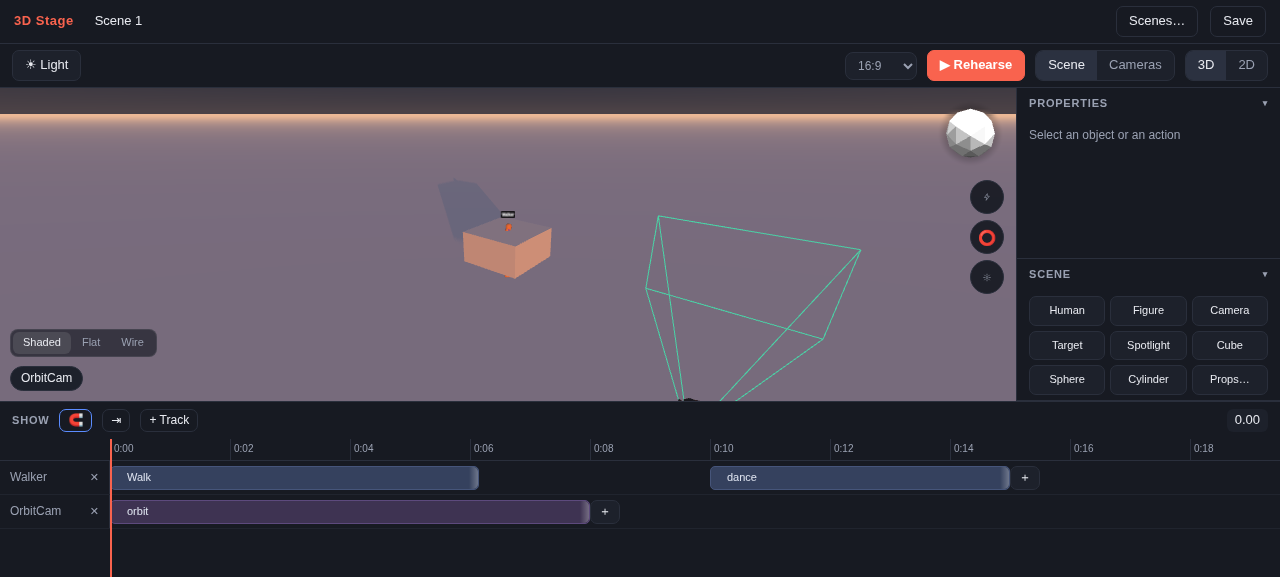 3D Stage Scene 1 Scenes… Save
☀ Light 16:9 ▶ Rehearse Scene Cameras 3D 2D
PROPERTIES ▾
Select an object or an action
Walker
Shaded Flat Wire
OrbitCam
SCENE ▾
Human Figure Camera
Target Spotlight Cube
Sphere Cylinder Props…
SHOW + Track 0.00
0:00 0:02 0:04 0:06 0:08 0:10 0:12 0:14 0:16 0:18
Walker × Walk dance +
OrbitCam × orbit +